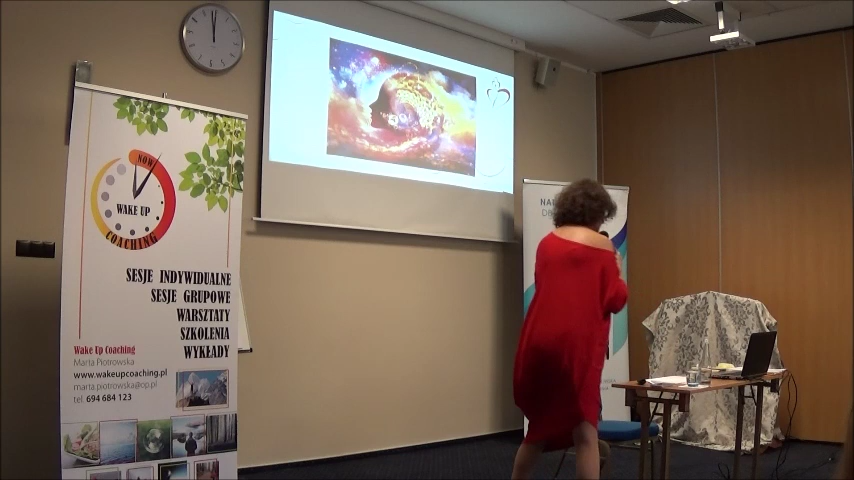 NOW
WAKE UP
COACHING
SESJE INDYWIDUALNE
SESJE GRUPOWE
WARSZTATY
SZKOLENIA
WYKŁADY
Wake Up Coaching
Marta Piotrowska
www.wakeupcoaching.pl
marta.piotrowska@op.pl
tel. 694 684 123